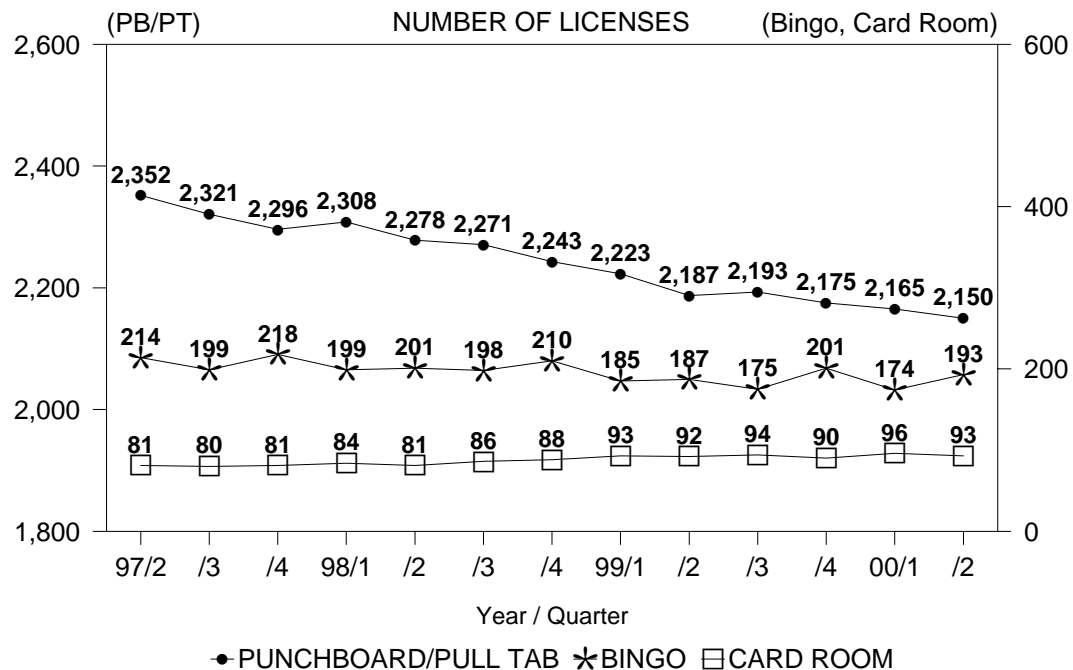 (PB/PT) NUMBER OF LICENSES (Bingo, Card Room)
2,600 600
2,400 400
2,352 2,321 2,296 2,308 2,278 2,271 2,243 2,223 2,187 2,193 2,175 2,165 2,150
2,200 200
214 199 218 199 201 198 210 185 187 175 201 174 193
2,000
81 80 81 84 81 86 88 93 92 94 90 96 93
1,800 0
97/2 /3 /4 98/1 /2 /3 /4 99/1 /2 /3 /4 00/1 /2
Year / Quarter
PUNCHBOARD/PULL TAB BINGO CARD ROOM